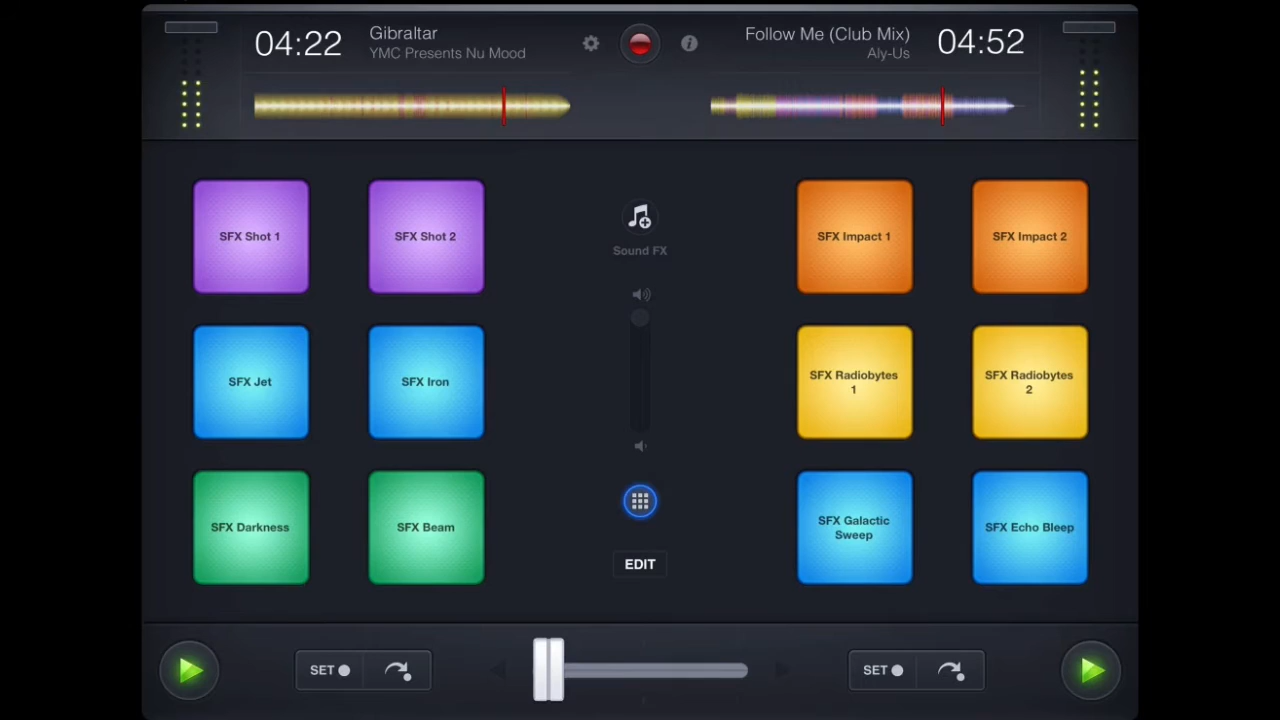 04:22
Gibraltar
YMC Presents Nu Mood
Follow Me (Club Mix)
Aly-Us
04:52
SFX Shot 1
SFX Shot 2
Sound FX
SFX Impact 1
SFX Impact 2
SFX Jet
SFX Iron
SFX Radiobytes
1
SFX Radiobytes
2
SFX Darkness
SFX Beam
EDIT
SFX Galactic
Sweep
SFX Echo Bleep
SET
SET